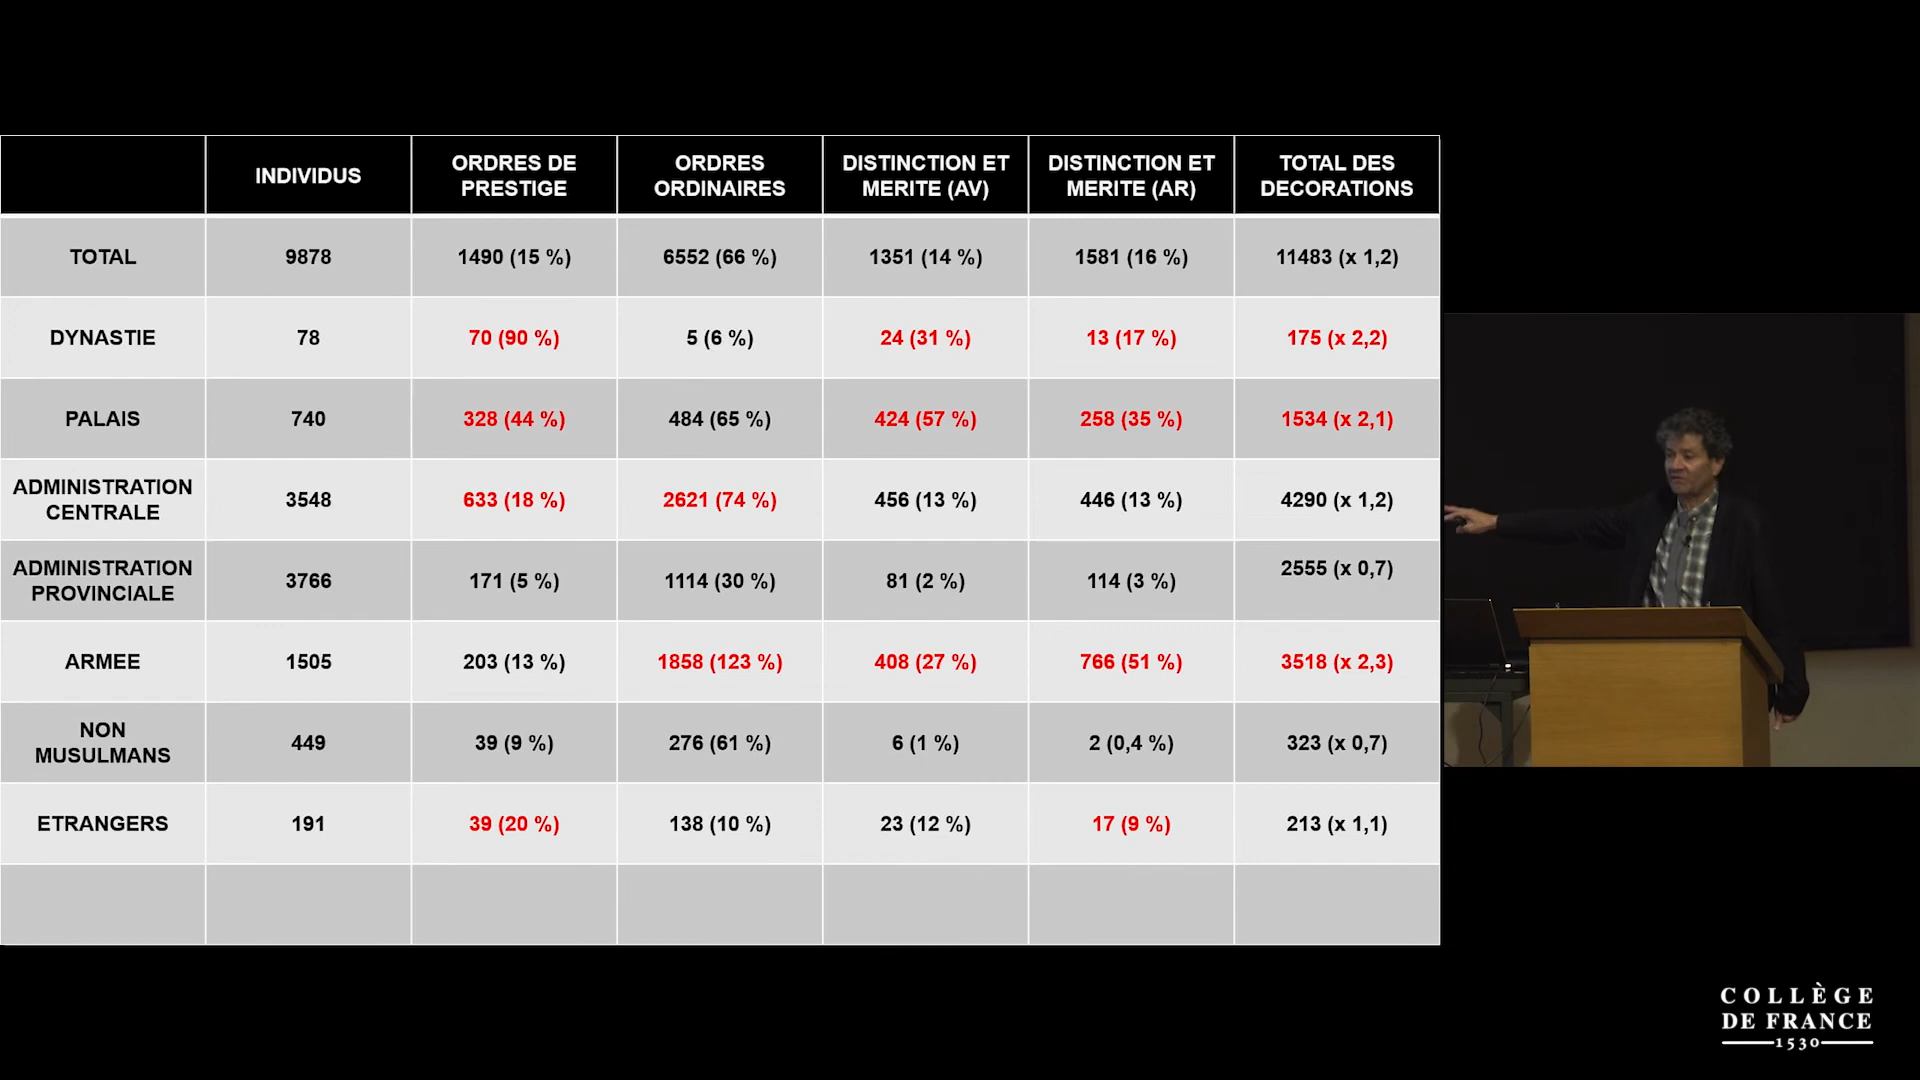 INDIVIDUS
ORDRES DE
PRESTIGE
ORDRES
ORDINAIRES
DISTINCTION ET
MERITE (AV)
DISTINCTION ET
MERITE (AR)
TOTAL DES
DECORATIONS
TOTAL
9878
1490 (15 %)
6552 (66 %)
1351 (14 %)
1581 (16 %)
11483 (x 1,2)
DYNASTIE
78
70 (90 %)
5 (6 %)
24 (31 %)
13 (17 %)
175 (x 2,2)
PALAIS
740
328 (44 %)
484 (65 %)
424 (57 %)
258 (35 %)
1534 (x 2,1)
ADMINISTRATION
CENTRALE
3548
633 (18 %)
2621 (74 %)
456 (13 %)
446 (13 %)
4290 (x 1,2)
ADMINISTRATION
PROVINCIALE
3766
171 (5 %)
1114 (30 %)
81 (2 %)
114 (3 %)
2555 (x 0,7)
ARMEE
1505
203 (13 %)
1858 (123 %)
408 (27 %)
766 (51 %)
3518 (x 2,3)
NON
MUSULMANS
449
39 (9 %)
276 (61 %)
6 (1 %)
2 (0,4 %)
323 (x 0,7)
ETRANGERS
191
39 (20 %)
138 (10 %)
23 (12 %)
17 (9 %)
213 (x 1,1)
COLLÈGE
DE FRANCE
1530